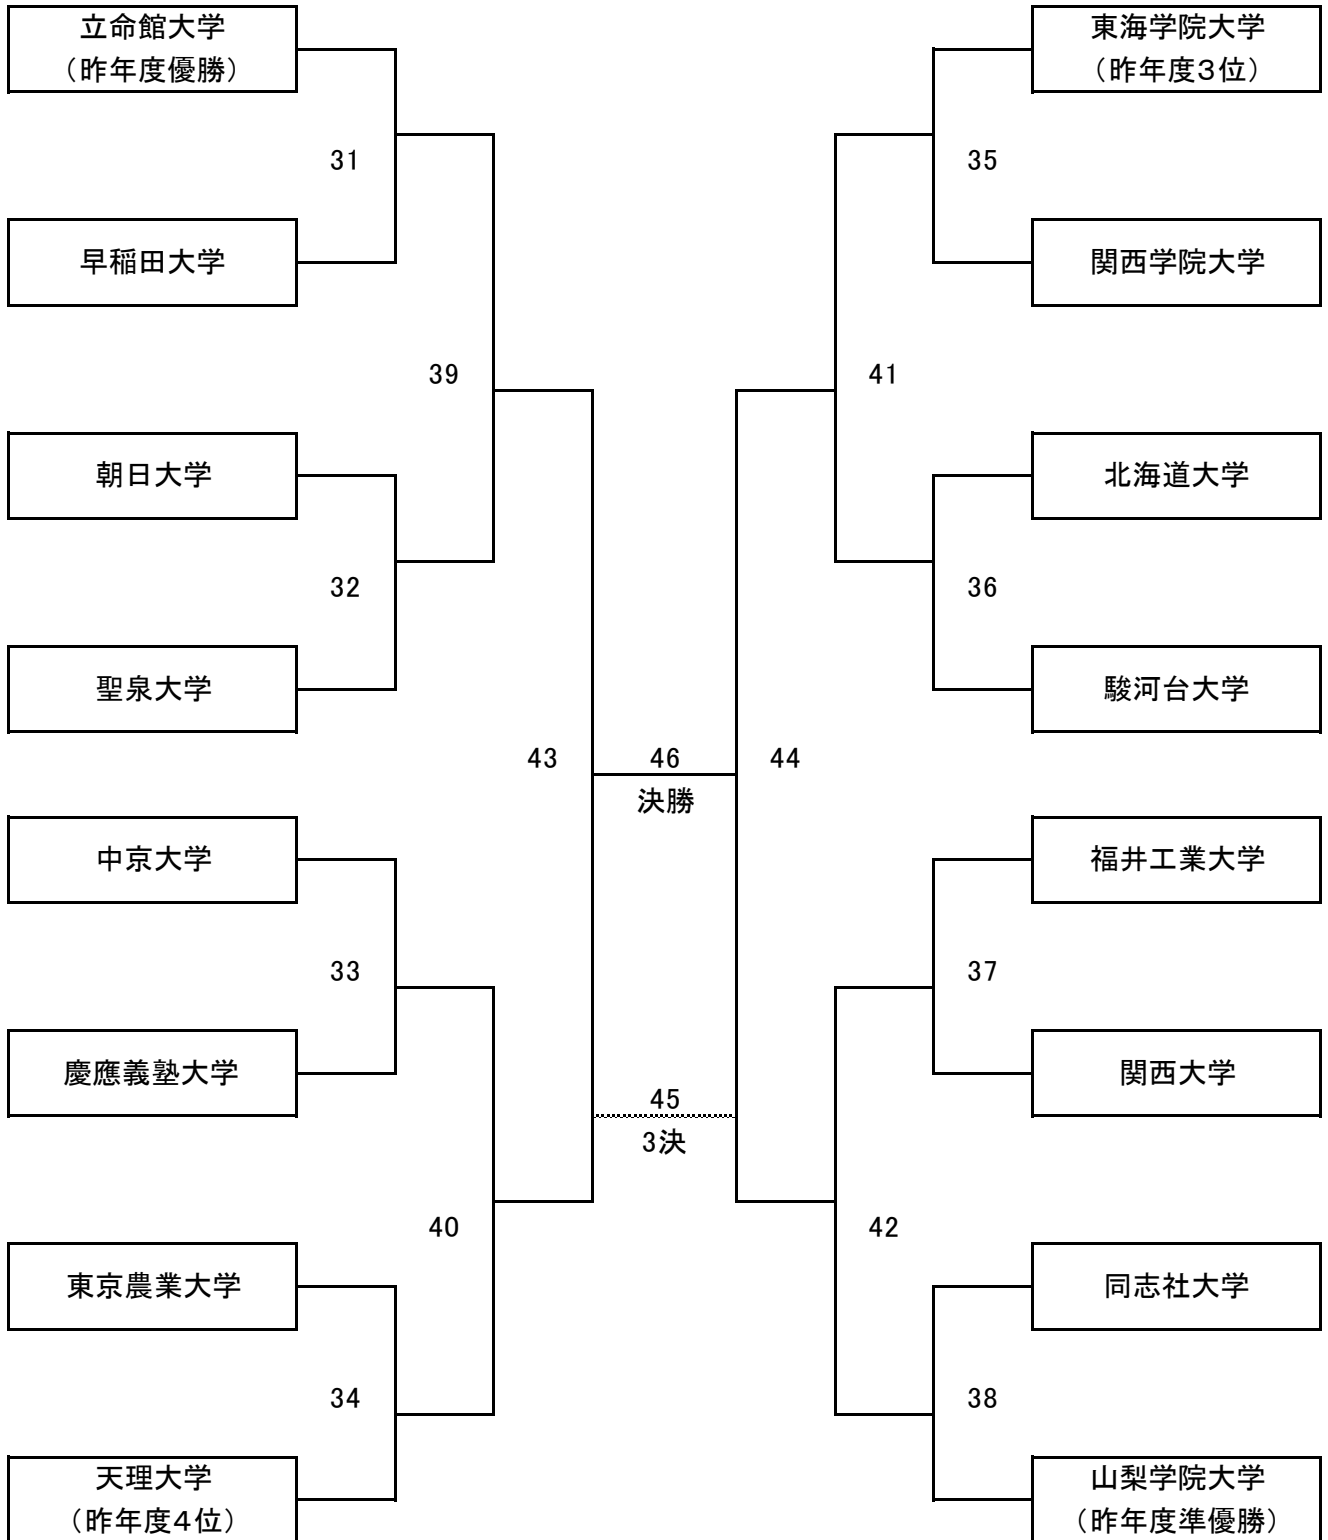 立命館大学
（昨年度優勝）
31
早稲田大学
39
朝日大学
32
聖泉大学
43
中京大学
33
慶應義塾大学
40
東京農業大学
34
天理大学
（昨年度４位）
46
決勝
45
3決
東海学院大学
（昨年度３位）
35
関西学院大学
41
北海道大学
36
駿河台大学
44
福井工業大学
37
関西大学
42
同志社大学
38
山梨学院大学
（昨年度準優勝）